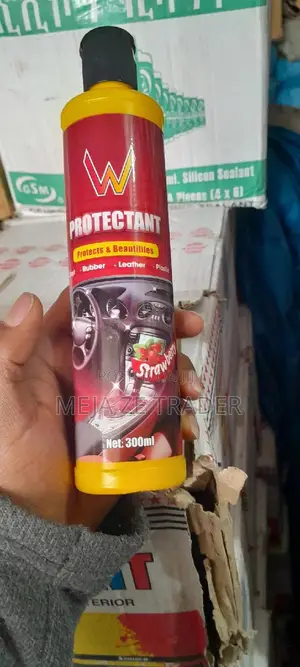 ml. Silicon Sealant
Pieces (4 x 6)
GSM
W
PROTECTANT
Protects & Beautifies
Rubber · Leather · Plastic
Strawberry
MEJA ZE TRADER
Net: 300ml
ERIOR